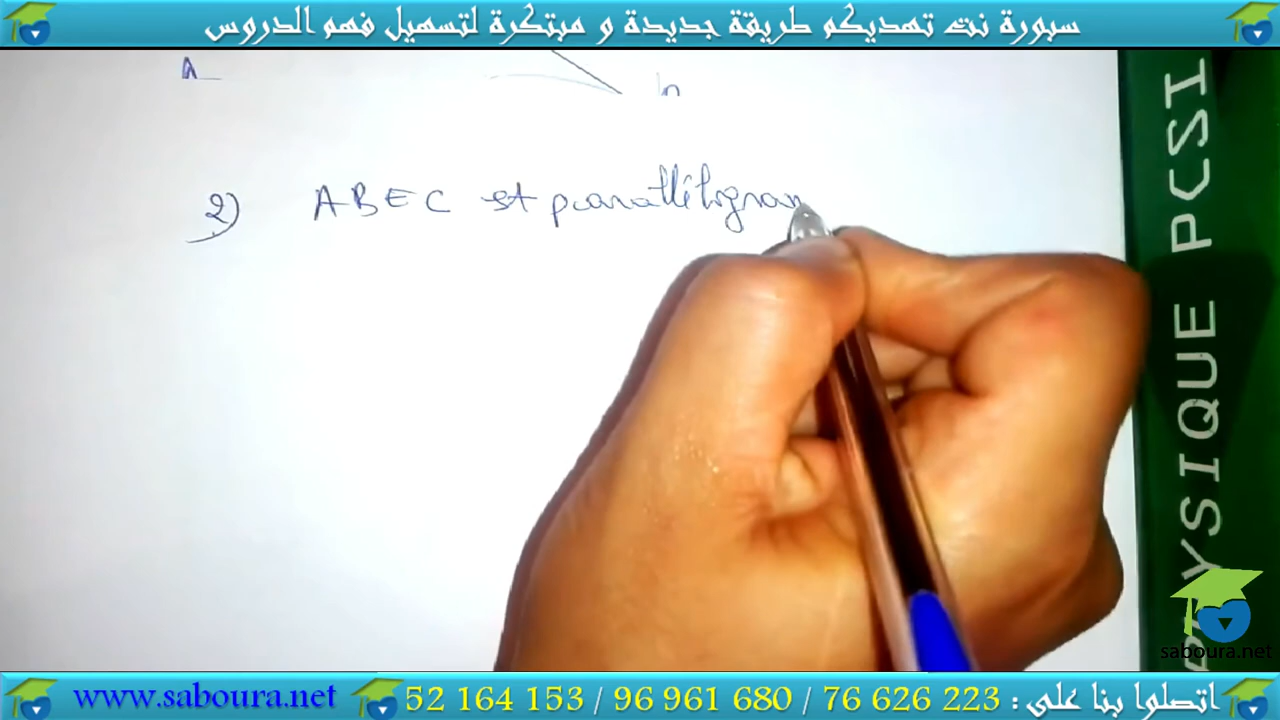 سبورة نت تهديكم طريقة جديدة و مبتكرة لتسهيل فهم الدروس
A
2) ABEC est parallélogram
PHYSIQUE PCSI
saboura.net
www.saboura.net 52 164 153 / 96 961 680 / 76 626 223 : اتصلوا بنا على